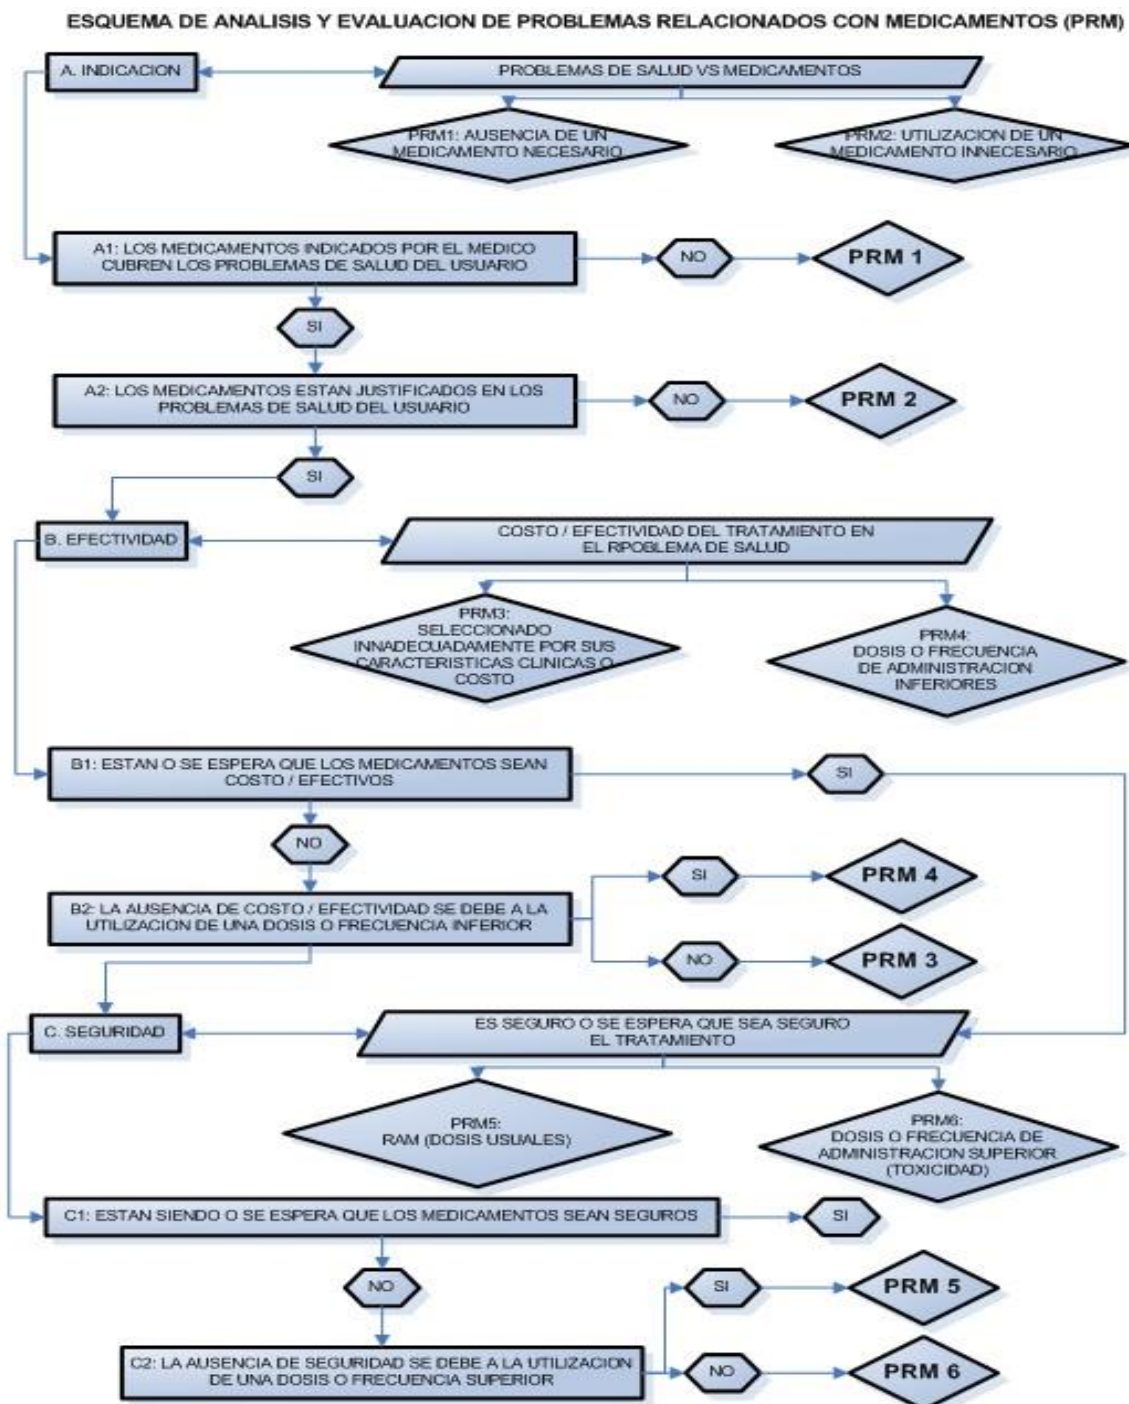 ESQUEMA DE ANALISIS Y EVALUACION DE PROBLEMAS RELACIONADOS CON MEDICAMENTOS (PRM)
A. INDICACION
PROBLEMAS DE SALUD VS MEDICAMENTOS
PRM1: AUSENCIA DE UN
MEDICAMENTO NECESARIO
PRM2: UTILIZACION DE UN
MEDICAMENTO INNECESARIO
A1: LOS MEDICAMENTOS INDICADOS POR EL MEDICO
CUBREN LOS PROBLEMAS DE SALUD DEL USUARIO
NO
PRM 1
SI
A2: LOS MEDICAMENTOS ESTAN JUSTIFICADOS EN LOS
PROBLEMAS DE SALUD DEL USUARIO
NO
PRM 2
SI
B. EFECTIVIDAD
COSTO / EFECTIVIDAD DEL TRATAMIENTO EN
EL RPOBLEMA DE SALUD
PRM3:
SELECCIONADO
INNADECUADAMENTE POR SUS
CARACTERISTICAS CLINICAS O
COSTO
PRM4:
DOSIS O FRECUENCIA
DE ADMINISTRACION
INFERIORES
B1: ESTAN O SE ESPERA QUE LOS MEDICAMENTOS SEAN
COSTO / EFECTIVOS
SI
NO
B2: LA AUSENCIA DE COSTO / EFECTIVIDAD SE DEBE A LA
UTILIZACION DE UNA DOSIS O FRECUENCIA INFERIOR
SI
PRM 4
NO
PRM 3
C. SEGURIDAD
ES SEGURO O SE ESPERA QUE SEA SEGURO
EL TRATAMIENTO
PRM5:
RAM (DOSIS USUALES)
PRM6:
DOSIS O FRECUENCIA DE
ADMINISTRACION SUPERIOR
(TOXICIDAD)
C1: ESTAN SIENDO O SE ESPERA QUE LOS MEDICAMENTOS SEAN SEGUROS
SI
NO
C2: LA AUSENCIA DE SEGURIDAD SE DEBE A LA UTILIZACION
DE UNA DOSIS O FRECUENCIA SUPERIOR
SI
PRM 5
NO
PRM 6